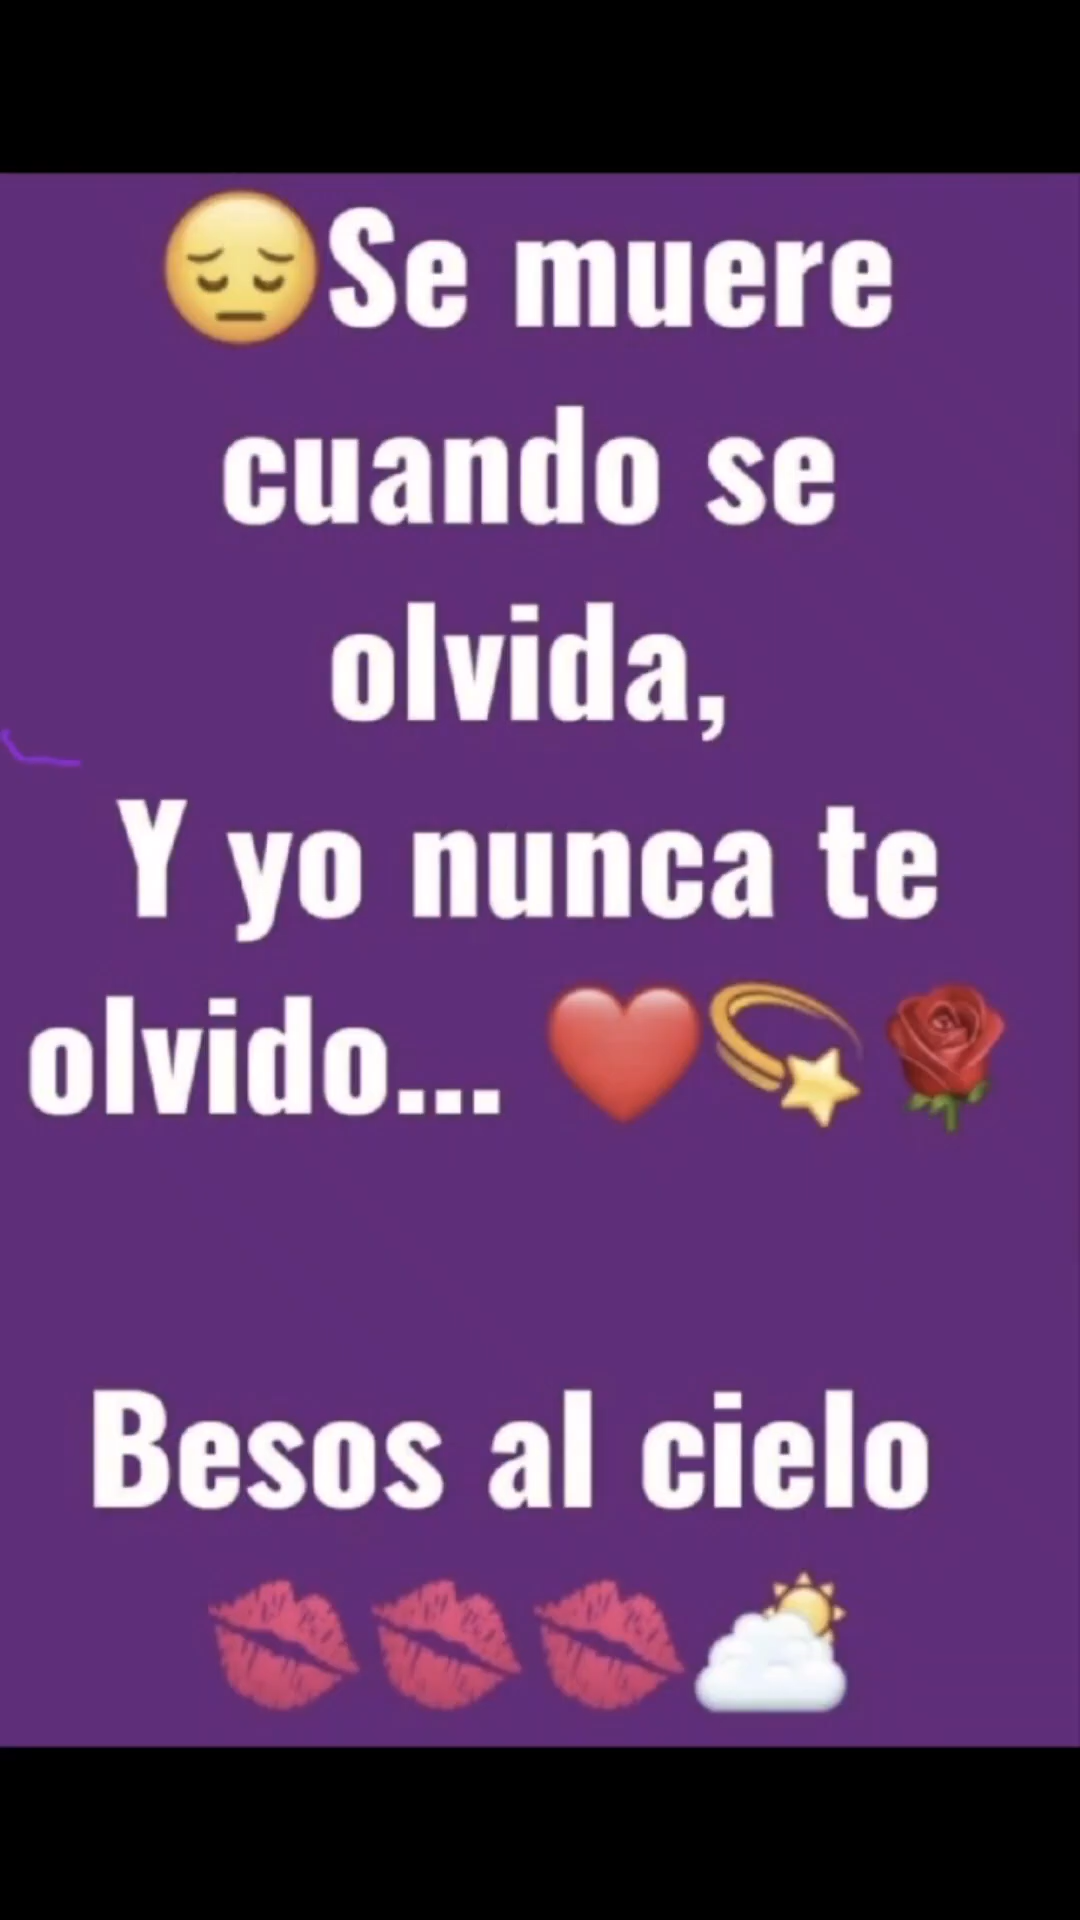 😔Se muere
cuando se
olvida,
Y yo nunca te
olvido... ❤️💫🌹
Besos al cielo
💋💋💋⛅